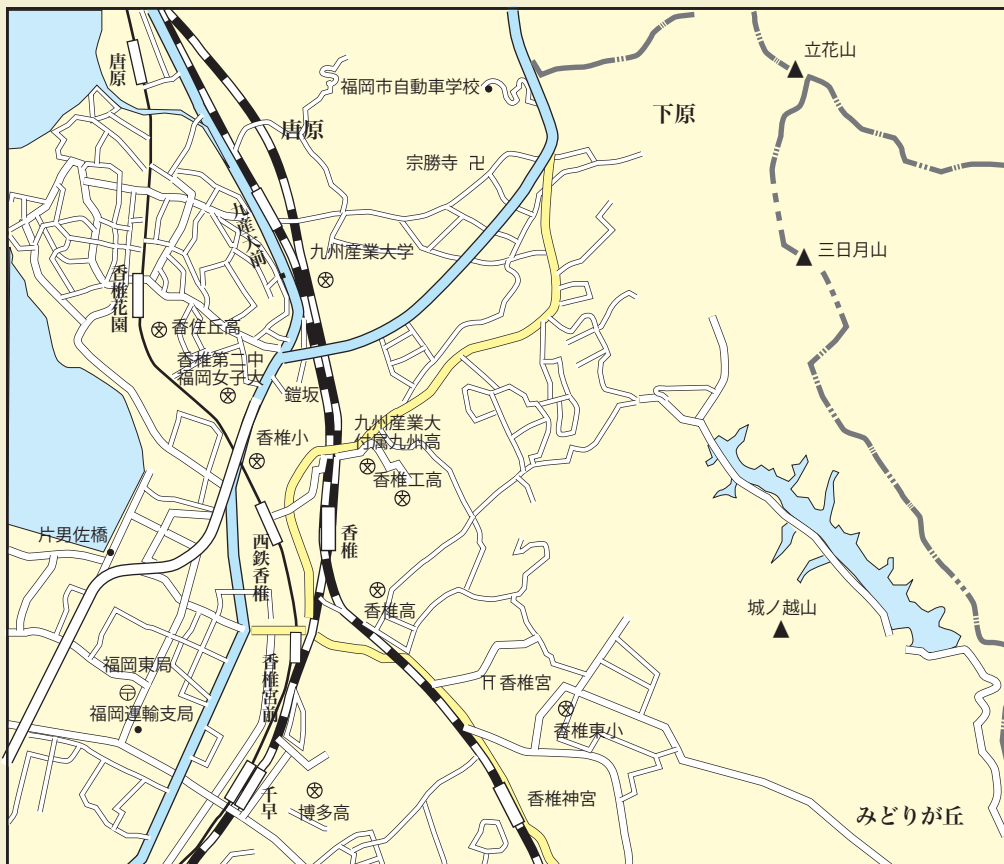 立花山
唐原
福岡市自動車学校
下原
唐原
宗勝寺
九産大前
九州産業大学
三日月山
香椎花園
香住丘高
香椎第二中
福岡女子大
鎧坂
九州産業大
付属九州高
香椎小
香椎工高
片男佐橋
香椎
西鉄香椎
香椎高
城ノ越山
福岡東局
香椎宮前
香椎宮
福岡運輸支局
香椎東小
千早
博多高
香椎神宮
みどりが丘